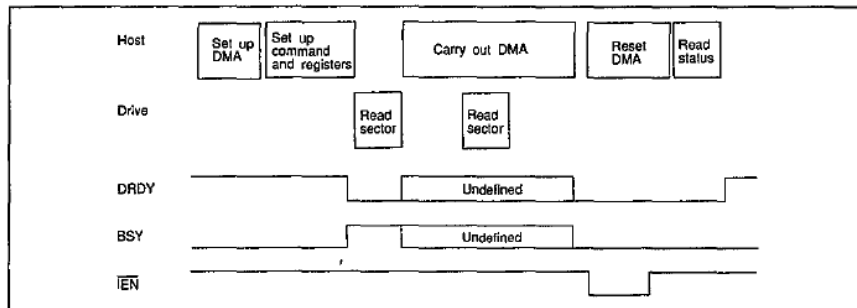 Host
Set up
DMA
Set up
command
and registers
Carry out DMA
Reset
DMA
Read
status
Drive
Read
sector
Read
sector
DRDY
Undefined
BSY
Undefined
IEN